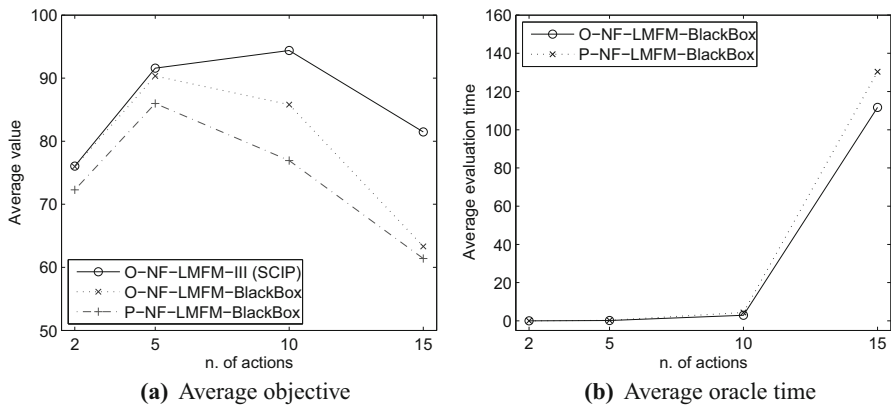 100
90
80
70
60
50
Average value
O-NF-LMFM-III (SCIP)
O-NF-LMFM-BlackBox
P-NF-LMFM-BlackBox
2 5 10 15
n. of actions
(a) Average objective
160
140
120
100
80
60
40
20
0
Average evaluation time
O-NF-LMFM-BlackBox
P-NF-LMFM-BlackBox
2 5 10 15
n. of actions
(b) Average oracle time